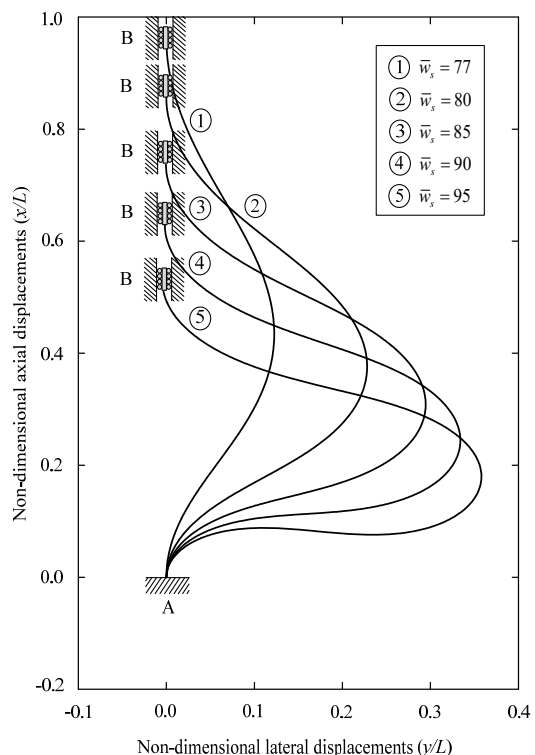 1.0
0.8
0.6
0.4
0.2
0.0
-0.2
Non-dimensional axial displacements (x/L)
B
B
B
B
B
1
2
3
4
5
A
1 w̅ₛ = 77
2 w̅ₛ = 80
3 w̅ₛ = 85
4 w̅ₛ = 90
5 w̅ₛ = 95
-0.1 0.0 0.1 0.2 0.3 0.4
Non-dimensional lateral displacements (y/L)